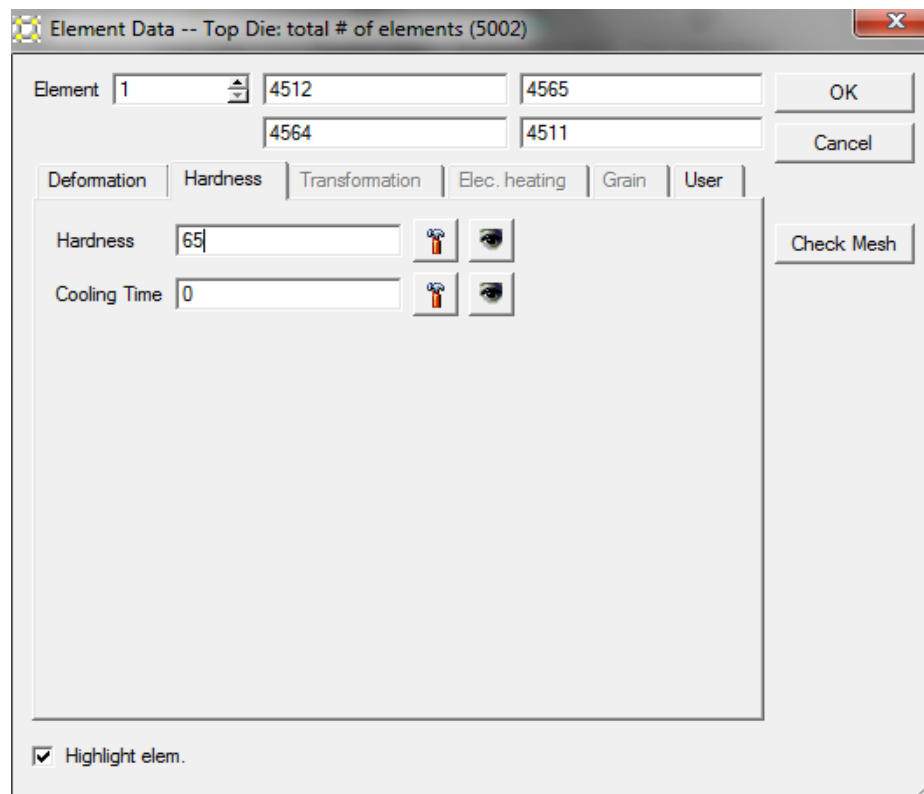 Element Data -- Top Die: total # of elements (5002)
Element 1 4512 4565 OK
4564 4511 Cancel
Deformation Hardness Transformation Elec. heating Grain User
Hardness 65 Check Mesh
Cooling Time 0
Highlight elem.